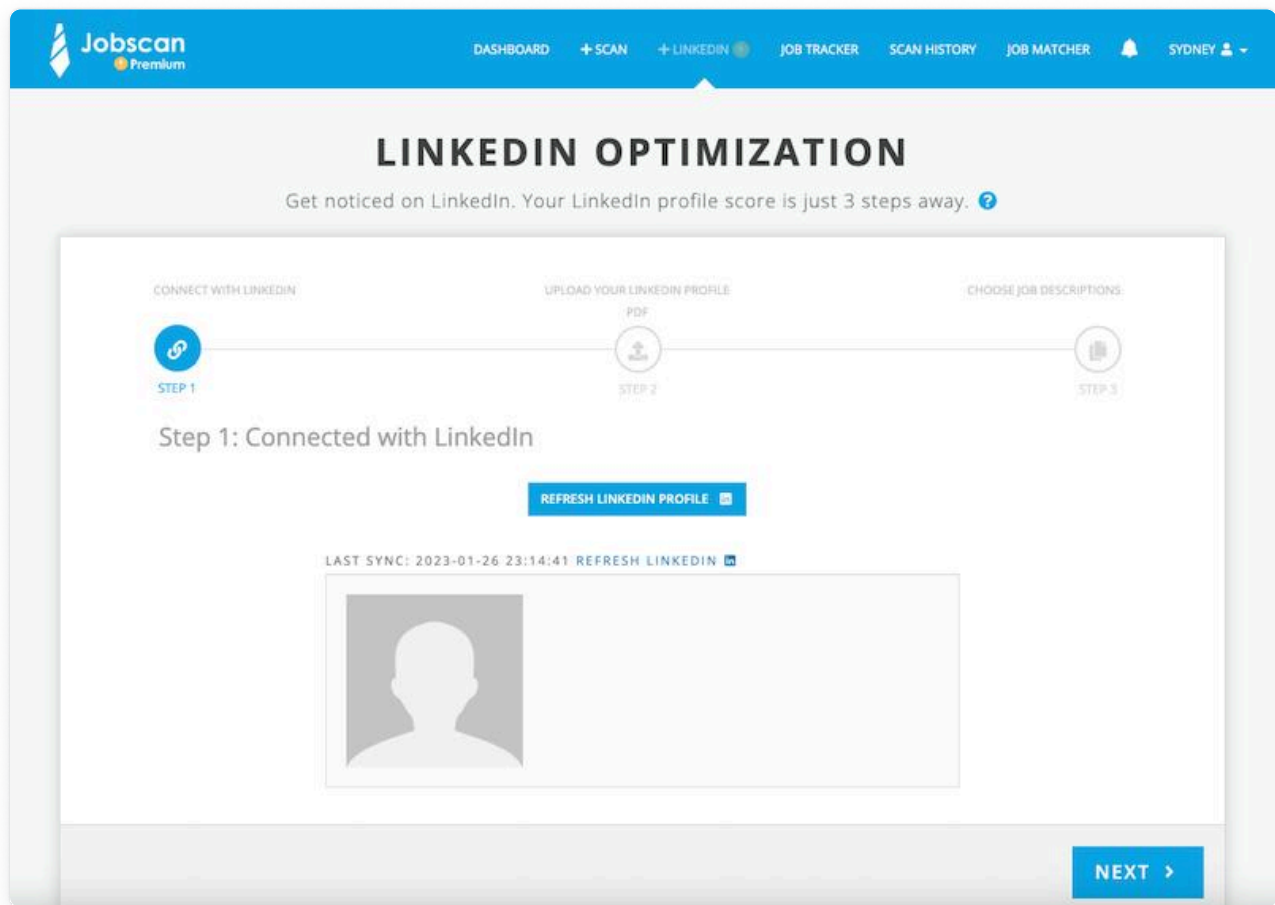 Jobscan
Premium
DASHBOARD + SCAN + LINKEDIN JOB TRACKER SCAN HISTORY JOB MATCHER SYDNEY
LINKEDIN OPTIMIZATION
Get noticed on LinkedIn. Your LinkedIn profile score is just 3 steps away. ?
CONNECT WITH LINKEDIN
STEP 1
UPLOAD YOUR LINKEDIN PROFILE
PDF
STEP 2
CHOOSE JOB DESCRIPTIONS
STEP 3
Step 1: Connected with LinkedIn
REFRESH LINKEDIN PROFILE in
LAST SYNC: 2023-01-26 23:14:41 REFRESH LINKEDIN in
NEXT >